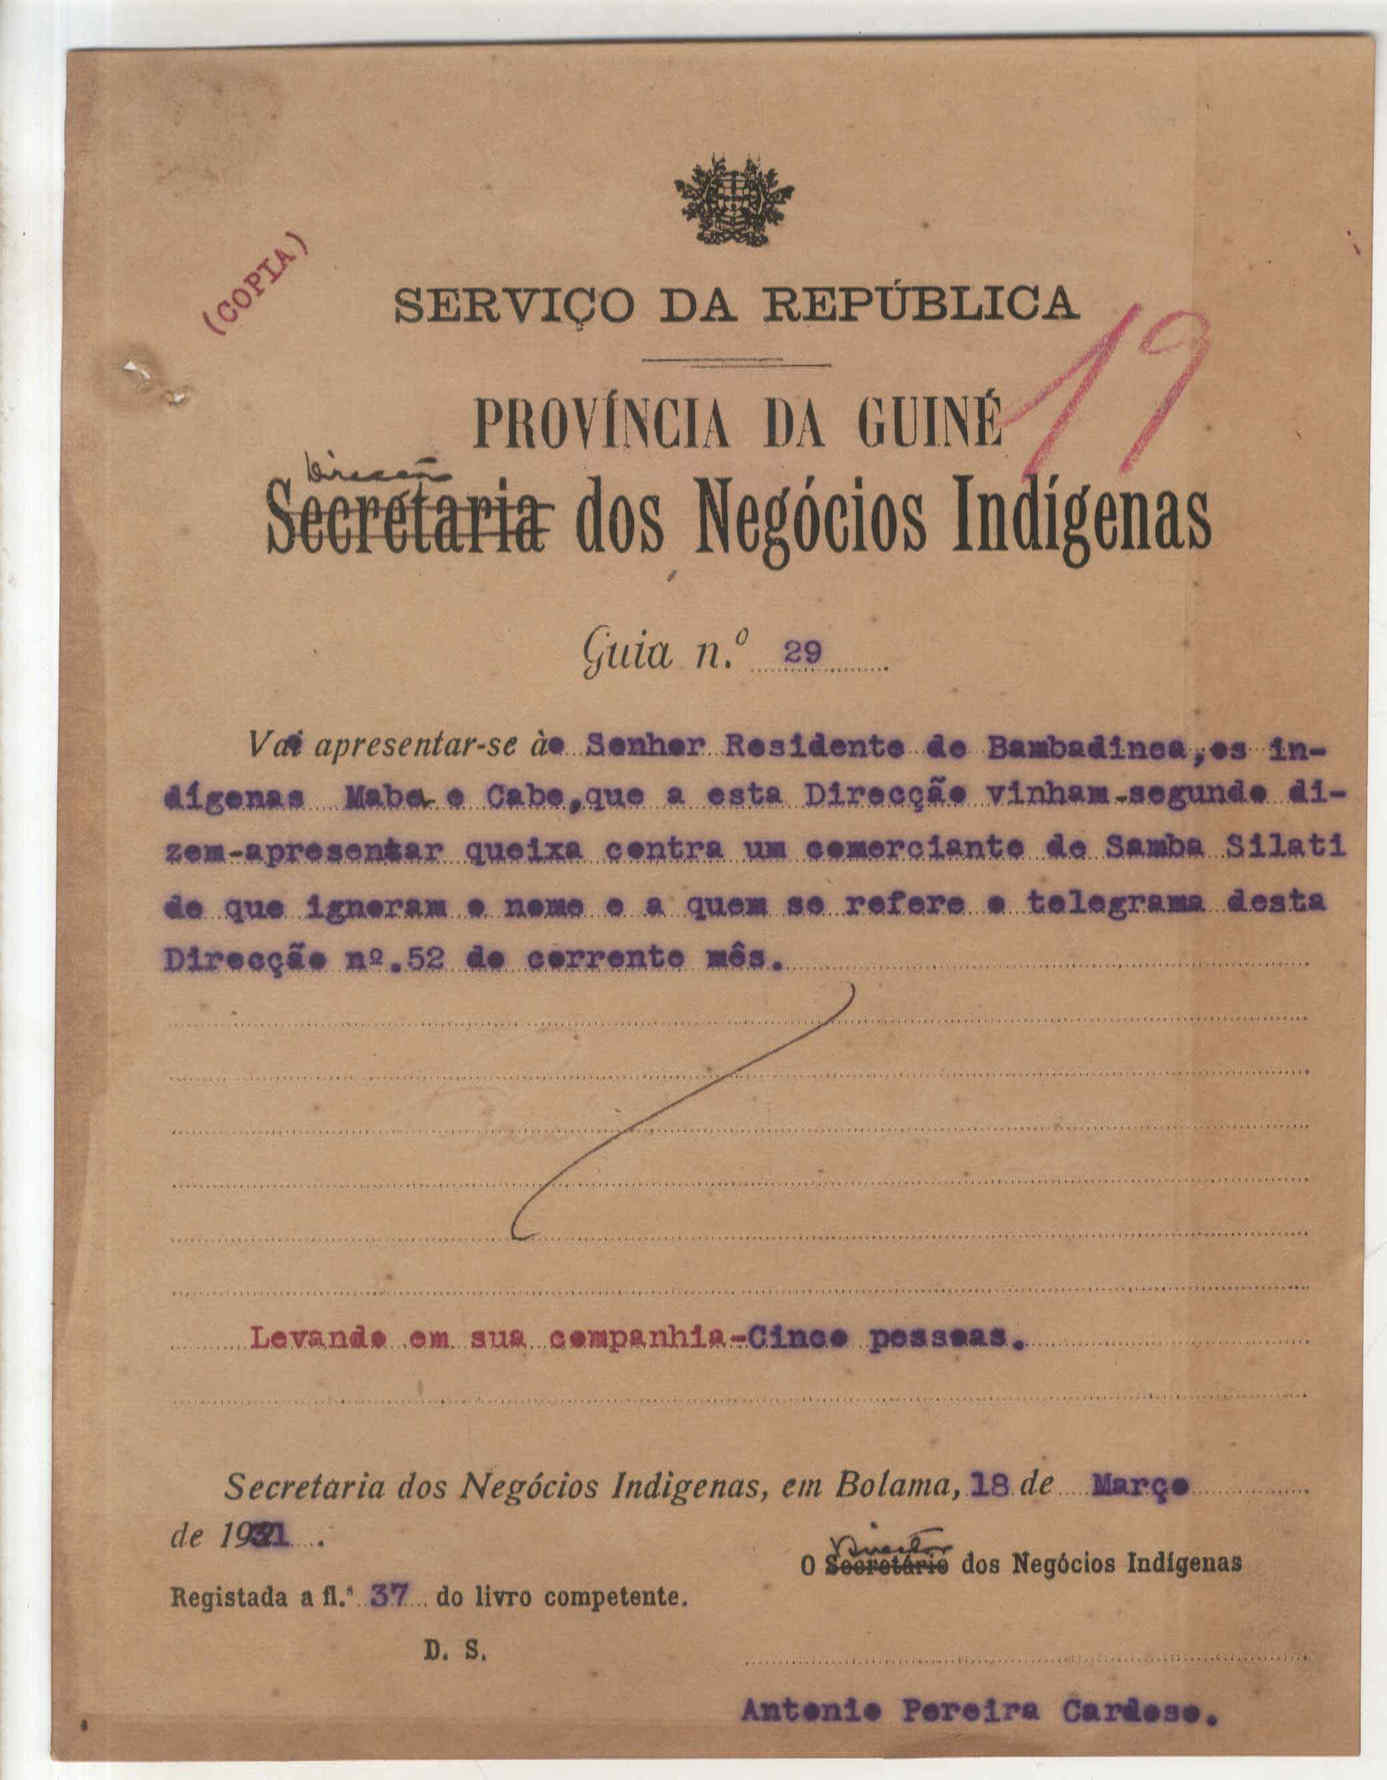 (COPIA)
SERVIÇO DA REPÚBLICA
19
PROVÍNCIA DA GUINÉ
Direcção
Secretaria dos Negócios Indígenas
Guia n.º 29
Vai apresentar-se ào Senhor Residente de Bambadinca,os in-
dígenas Mabe e Cabe,que a esta Direcção vinham-segundo di-
zem-apresentar queixa contra um comerciante de Samba Silati
de que ignoram o nome e a quem se refere o telegrama desta
Direcção nº.52 do corrente mês.
Levando em sua companhia-Cinco pessoas.
Secretaria dos Negócios Indigenas, em Bolama, 18 de Março
de 1931.
Director
O Secretário dos Negócios Indígenas
Registada a fl.ª 37 do livro competente.
D. S.
Antonio Pereira Cardoso.